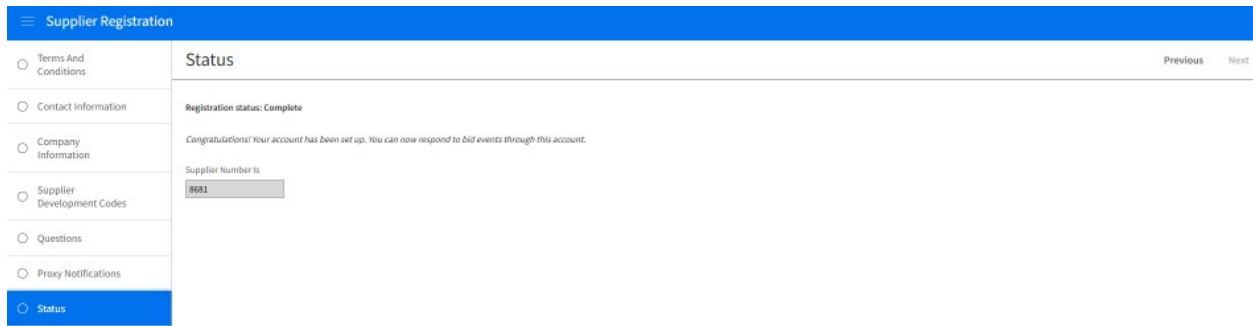 Supplier Registration
Terms And
Conditions
Contact Information
Company
Information
Supplier
Development Codes
Questions
Proxy Notifications
Status
Status
Previous Next
Registration status: Complete
Congratulations! Your account has been set up. You can now respond to bid events through this account.
Supplier Number Is
8681